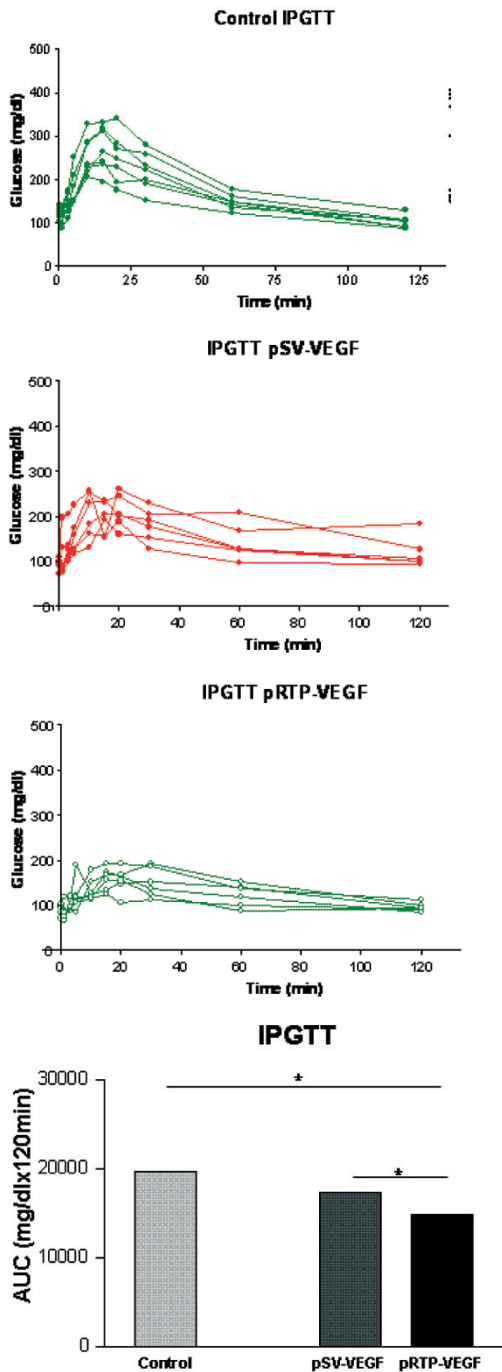 Control IPGTT
500
400
300
200
100
0
Glucose (mg/dl)
0 25 50 75 100 125
Time (min)
IPGTT pSV-VEGF
500
400
300
200
100
0
Glucose (mg/dl)
20 40 60 80 100 120
Time (min)
IPGTT pRTP-VEGF
500
400
300
200
100
0
Glucose (mg/dl)
0 20 40 60 80 100 120
Time (min)
IPGTT
30000
20000
10000
0
AUC (mg/dlx120min)
*
*
Control pSV-VEGF pRTP-VEGF